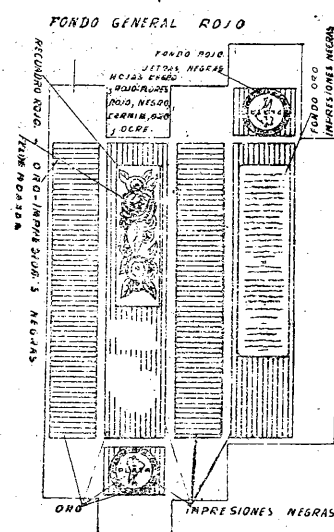 FONDO GENERAL ROJO
FONDO ROJO.
LETRAS NEGRAS
HOJAS NEGRO
Y ROJO-FLORES
ROJO, NEGRO,
CARMIN, ORO
Y OCRE.
FONDO ORO
IMPRESIONES NEGRAS
RECUADRO ROJO.
ORO-IMPRESIONES NEGRAS
ORO
IMPRESIONES NEGRAS